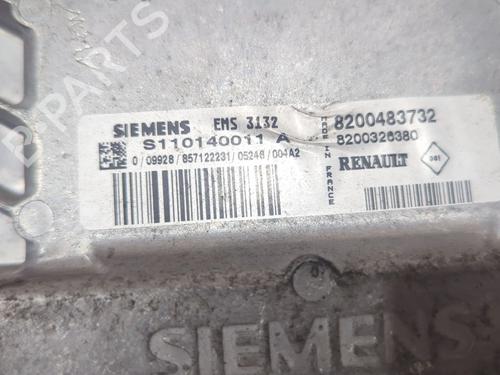 B-PARTS
SIEMENS EMS 3132
S110140011 A
0/09928/857122231/05246/004A2
8200483732
8200326380
RENAULT
MADE IN FRANCE
SIEMENS